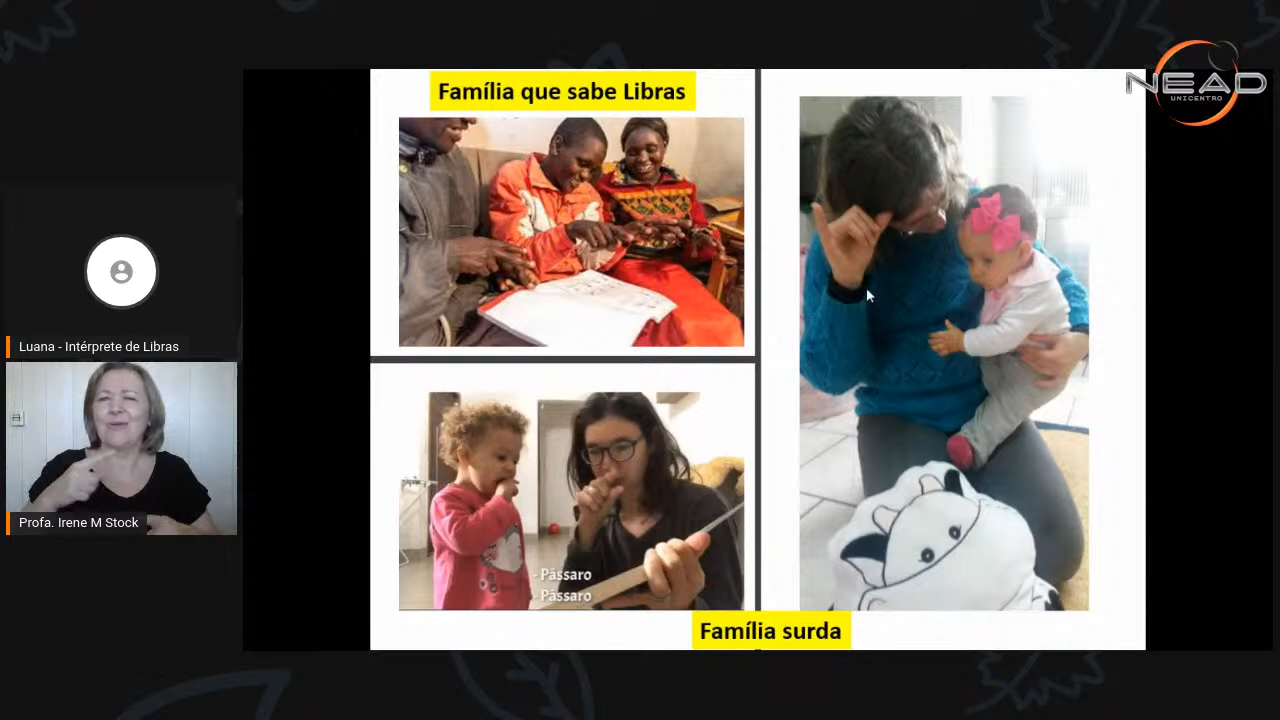 Família que sabe Libras
NEAD
UNICENTRO
Luana - Intérprete de Libras
Profa. Irene M Stock
- Pássaro
- Pássaro
Família surda